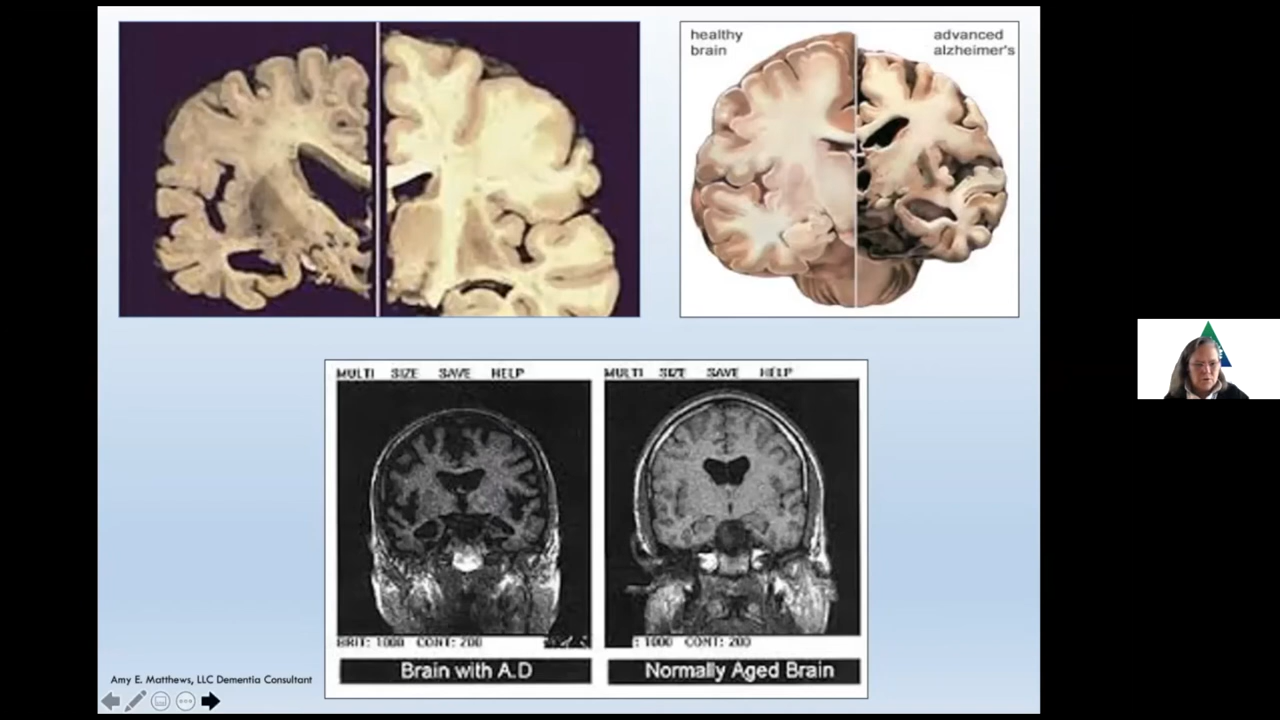 healthy
brain
advanced
alzheimer's
MULTI SIZE SAVE HELP
MULTI SIZE SAVE HELP
BRIT: 1000 CONT: 200
: 1000 CONT: 200
Brain with A.D
Normally Aged Brain
Amy E. Matthews, LLC Dementia Consultant